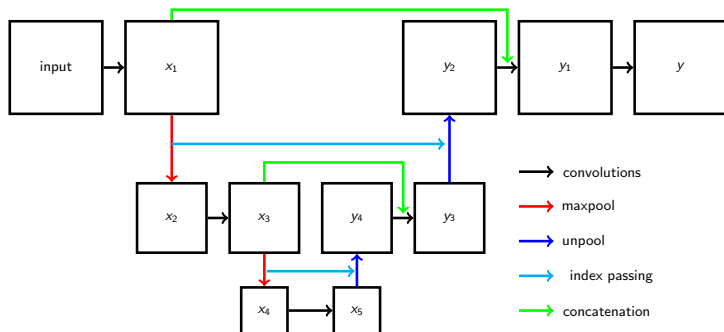 input
x₁
y₂
y₁
y
x₂
x₃
y₄
y₃
x₄
x₅
convolutions
maxpool
unpool
index passing
concatenation